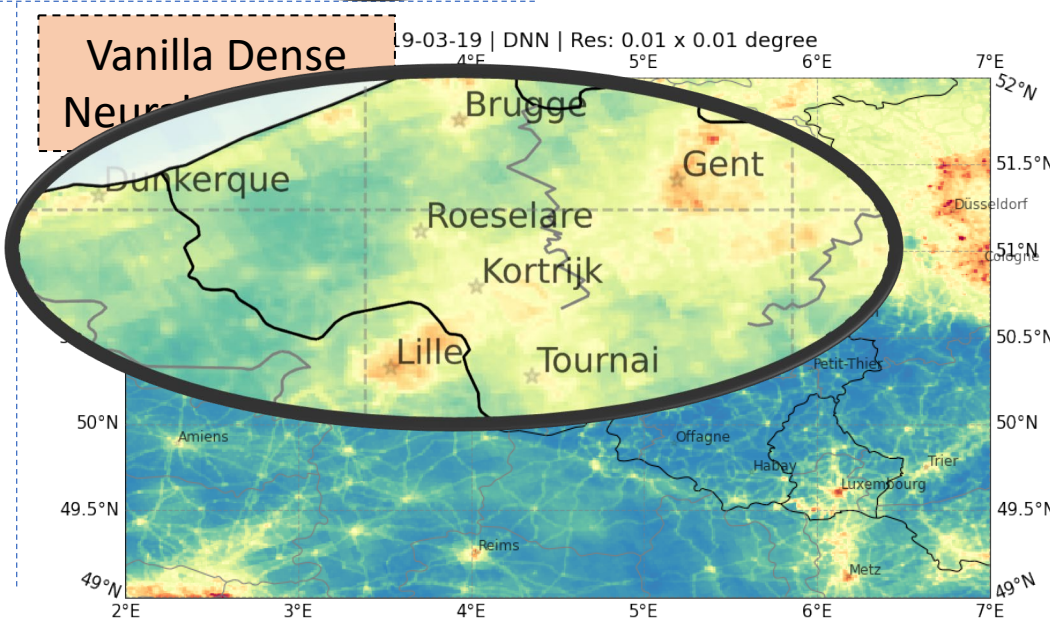 Vanilla Dense
19-03-19 | DNN | Res: 0.01 x 0.01 degree
4°E 5°E 6°E 7°E
52°N
Brugge
Gent
51.5°N
Dunkerque
Düsseldorf
Roeselare
51°N
Cologne
Kortrijk
50.5°N
Lille
Tournai
Petit-Thier
50°N
50°N
Amiens
Offagne
Habay
Trier
Luxembourg
49.5°N
49.5°N
Reims
Metz
49°N
49°N
2°E 3°E 4°E 5°E 6°E 7°E